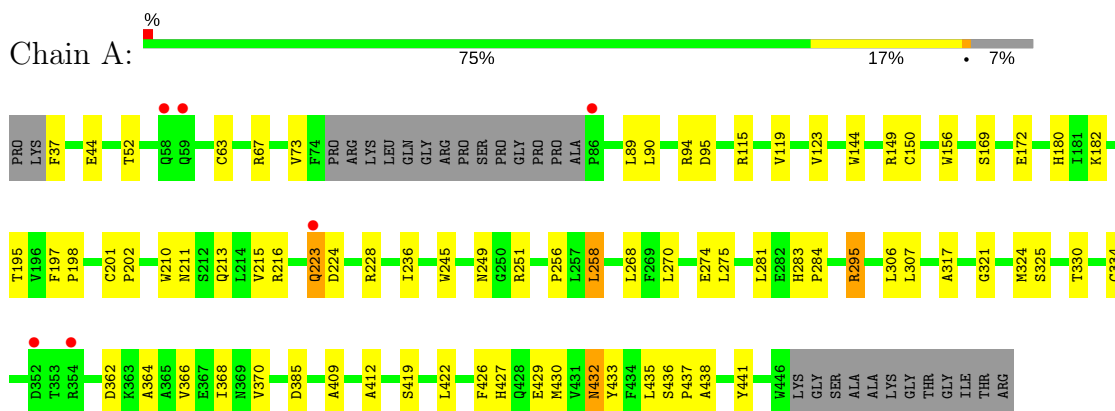 %
Chain A:
75% 17% • 7%
PRO LYS F37 E44 T52 Q58 Q59 C63 R67 V73 F74 PRO ARG LYS LEU GLN GLY ARG PRO SER PRO GLY PRO PRO ALA P86 L89 L90 R94 D95 R115 V119 V123 W144 R149 C150 W156 S169 E172 H180 I181 K182
T195 V196 F197 P198 C201 P202 W210 N211 S212 Q213 L214 V215 R216 Q223 D224 R228 I236 W245 N249 G250 R251 P256 L257 L258 L268 F269 L270 E274 L275 L281 E282 H283 P284 R295 L306 L307 A317 G321 M324 S325 T330
D352 T353 R354 D362 K363 A364 A365 V366 E367 I368 N369 V370 D385 A409 A412 S419 L422 F426 H427 Q428 E429 M430 V431 N432 Y433 F434 L435 S436 P437 A438 Y441 W446 LYS GLY SER ALA ALA LYS GLY THR GLY ILE THR ARG